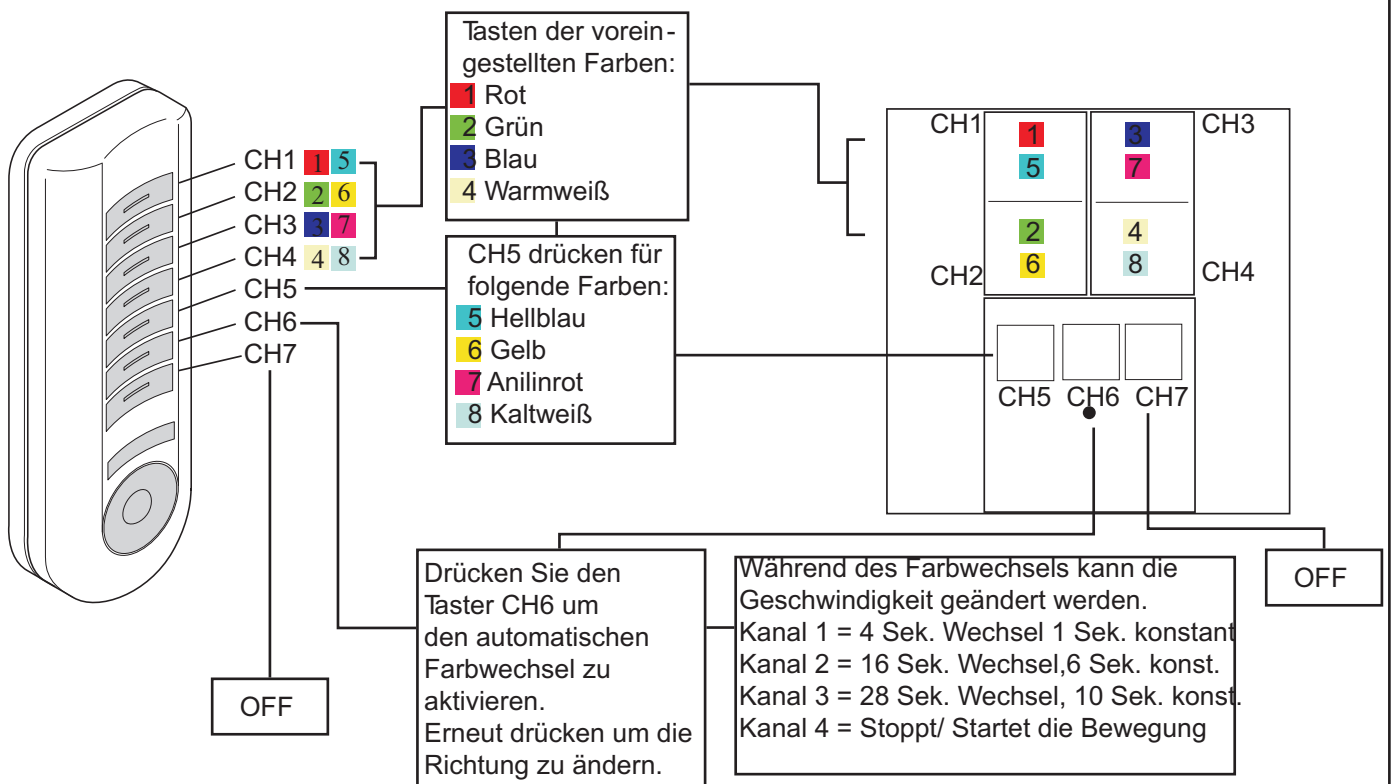 Tasten der vorein-
gestellten Farben:
1 Rot
2 Grün
3 Blau
4 Warmweiß
CH1 1 5
CH2 2 6
CH3 3 7
CH4 4 8
CH5
CH6
CH7
CH5 drücken für
folgende Farben:
5 Hellblau
6 Gelb
7 Anilinrot
8 Kaltweiß
CH1 1 3 CH3
5 7
2 4
CH2 6 8 CH4
CH5 CH6 CH7
OFF
Drücken Sie den
Taster CH6 um
den automatischen
Farbwechsel zu
aktivieren.
Erneut drücken um die
Richtung zu ändern.
Während des Farbwechsels kann die
Geschwindigkeit geändert werden.
Kanal 1 = 4 Sek. Wechsel 1 Sek. konstant
Kanal 2 = 16 Sek. Wechsel,6 Sek. konst.
Kanal 3 = 28 Sek. Wechsel, 10 Sek. konst.
Kanal 4 = Stoppt/ Startet die Bewegung
OFF